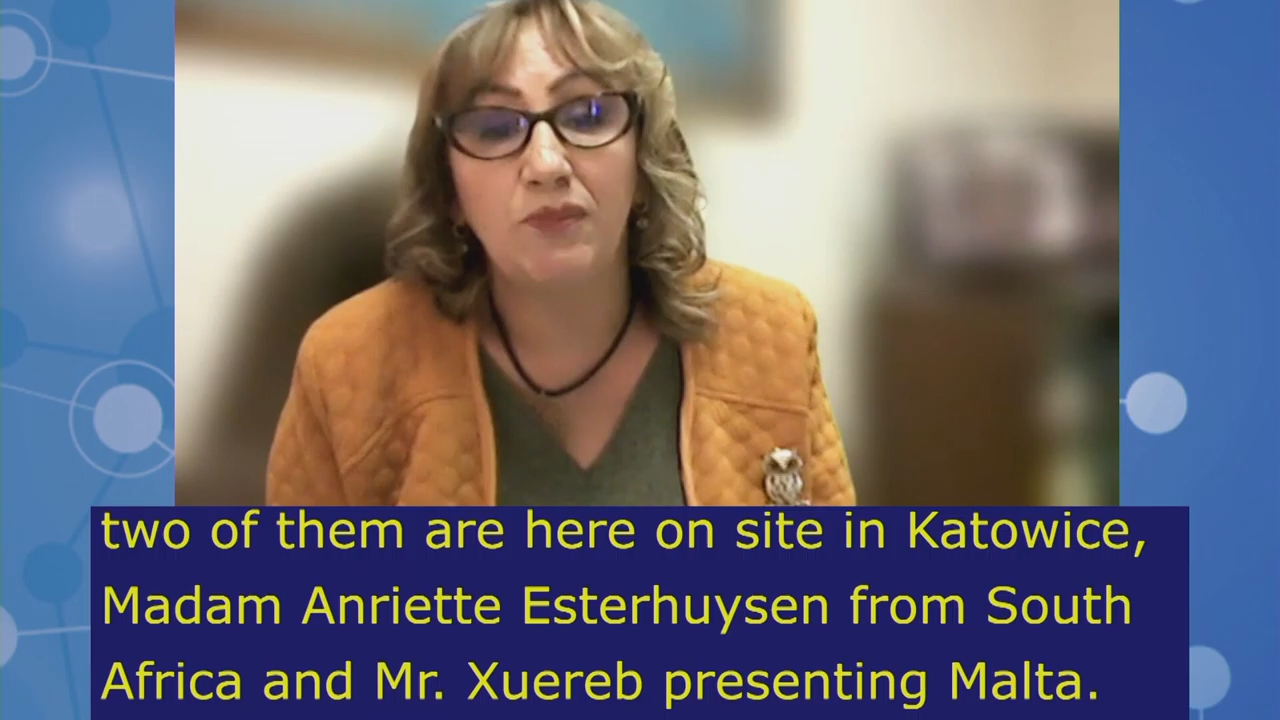 two of them are here on site in Katowice,
Madam Anriette Esterhuysen from South
Africa and Mr. Xuereb presenting Malta.